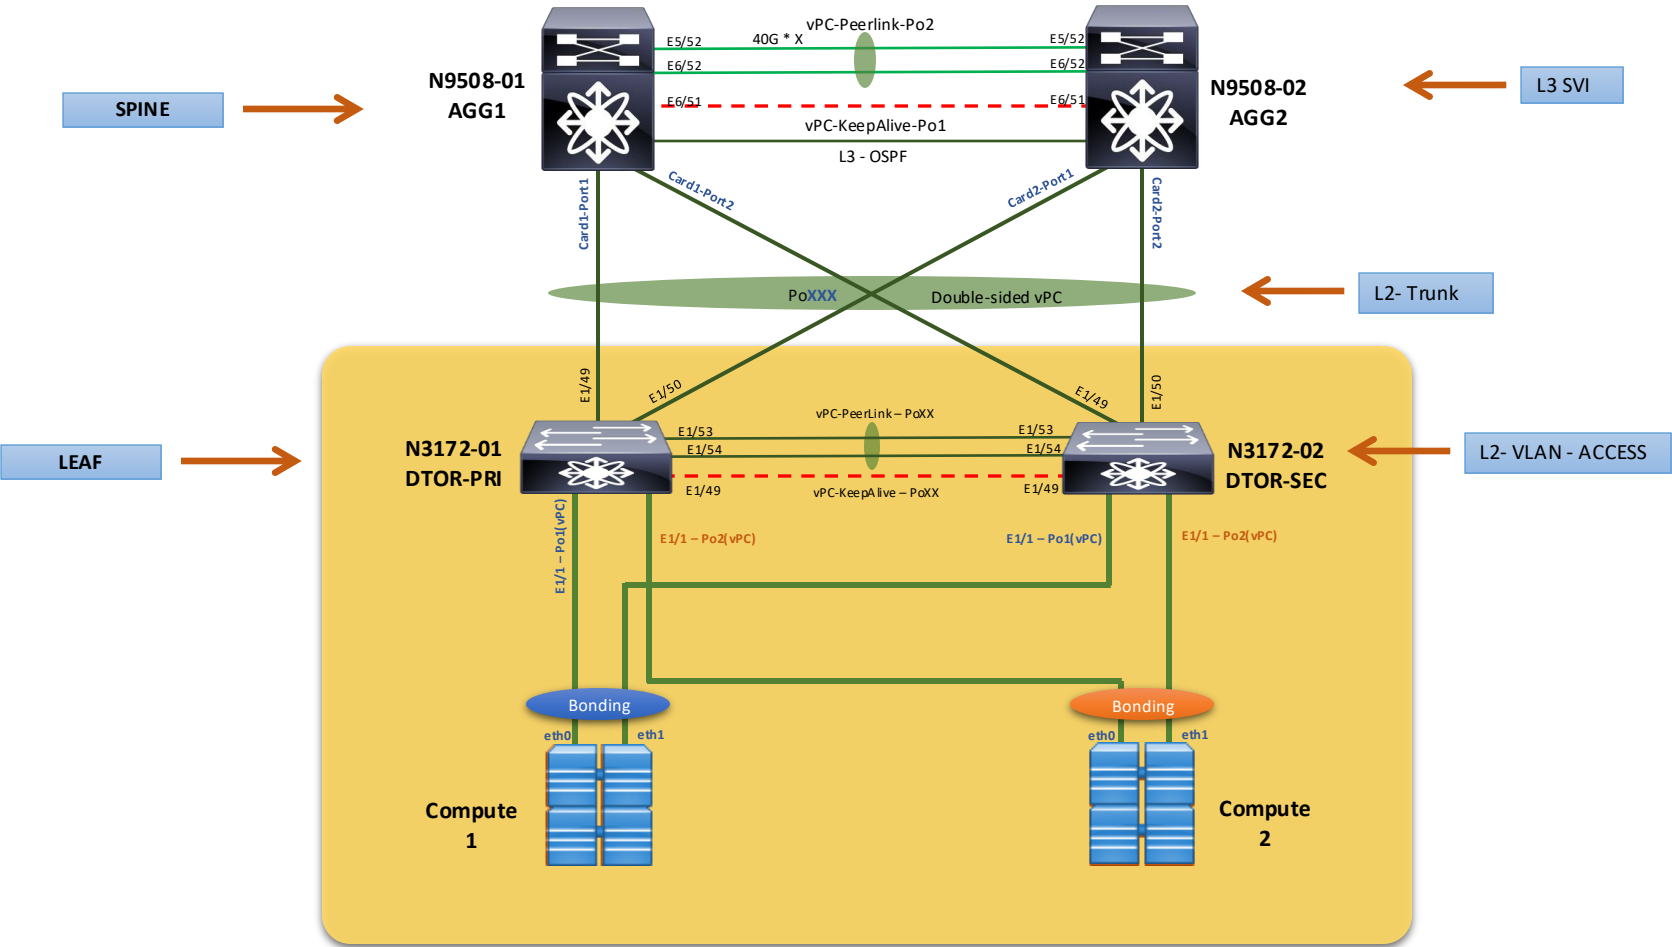 vPC-Peerlink-Po2
E5/52
40G * X
E5/52
E6/52
E6/52
N9508-01
AGG1
N9508-02
AGG2
SPINE
L3 SVI
E6/51
E6/51
vPC-KeepAlive-Po1
L3 - OSPF
Card1-Port1
Card1-Port2
Card2-Port1
Card2-Port2
PoXXX
Double-sided vPC
L2- Trunk
E1/49
E1/50
E1/49
E1/50
vPC-PeerLink – PoXX
E1/53
E1/53
E1/54
E1/54
N3172-01
DTOR-PRI
N3172-02
DTOR-SEC
LEAF
L2- VLAN - ACCESS
E1/49
vPC-KeepAlive – PoXX
E1/49
E1/1 – Po1(vPC)
E1/1 – Po2(vPC)
E1/1 – Po1(vPC)
E1/1 – Po2(vPC)
Bonding
Bonding
eth0
eth1
eth0
eth1
Compute
1
Compute
2